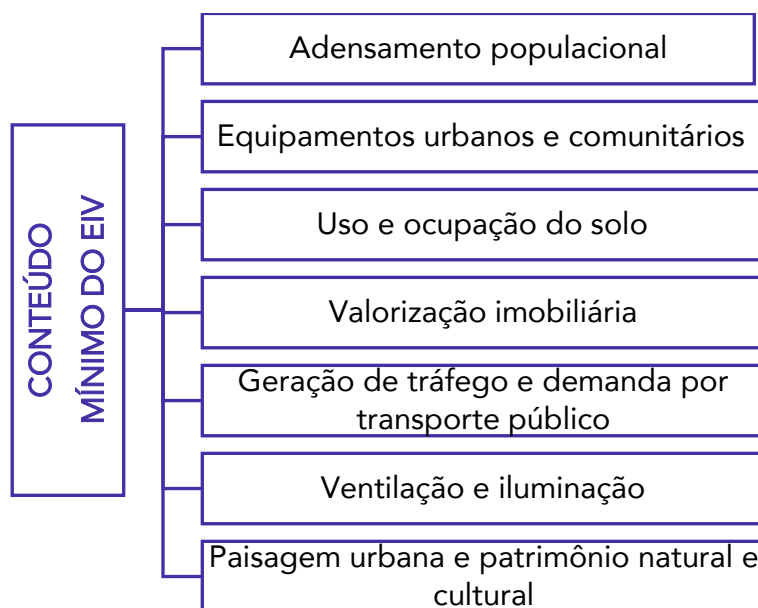 CONTEÚDO
MÍNIMO DO EIV
Adensamento populacional
Equipamentos urbanos e comunitários
Uso e ocupação do solo
Valorização imobiliária
Geração de tráfego e demanda por
transporte público
Ventilação e iluminação
Paisagem urbana e patrimônio natural e
cultural